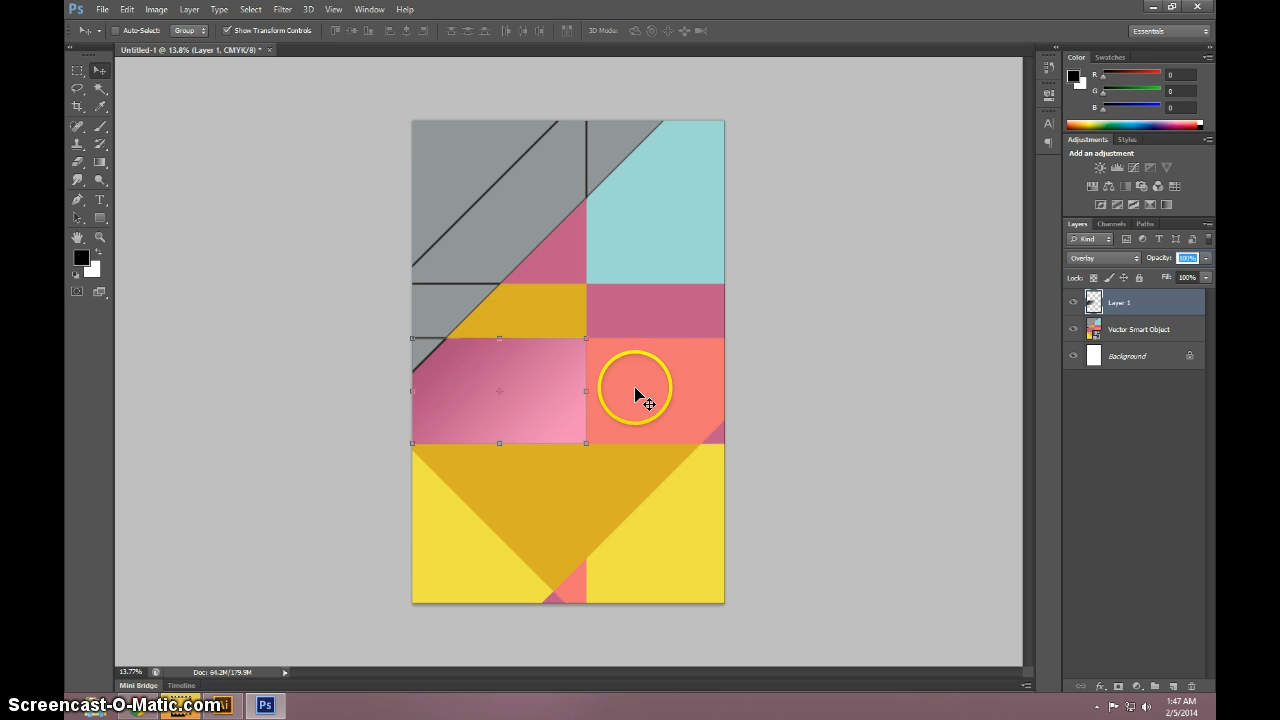 Ps File Edit Image Layer Type Select Filter 3D View Window Help
Auto-Select: Group Show Transform Controls 3D Mode: Essentials
Untitled-1 @ 13.8% (Layer 1, CMYK/8) * ×
Color Swatches
R 0
G 0
B 0
Adjustments Styles
Add an adjustment
Layers Channels Paths
Kind
Overlay Opacity: 100%
Lock: Fill: 100%
Layer 1
Vector Smart Object
Background
13.77% Doc: 64.2M/179.9M
Mini Bridge Timeline
Screencast-O-Matic.com
Ai Ps
1:47 AM
2/5/2014